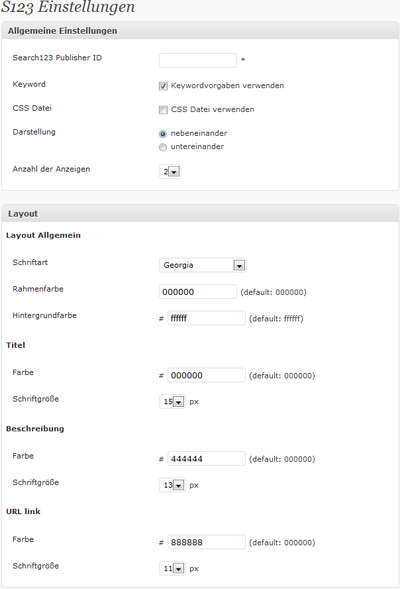 S123 Einstellungen
Allgemeine Einstellungen
Search123 Publisher ID *
Keyword Keywordvorgaben verwenden
CSS Datei CSS Datei verwenden
Darstellung nebeneinander
untereinander
Anzahl der Anzeigen 2
Layout
Layout Allgemein
Schriftart Georgia
Rahmenfarbe 000000 (default: 000000)
Hintergrundfarbe # ffffff (default: ffffff)
Titel
Farbe # 000000 (default: 000000)
Schriftgröße 15 px
Beschreibung
Farbe # 444444 (default: 000000)
Schriftgröße 13 px
URL link
Farbe # 888888 (default: 000000)
Schriftgröße 11 px